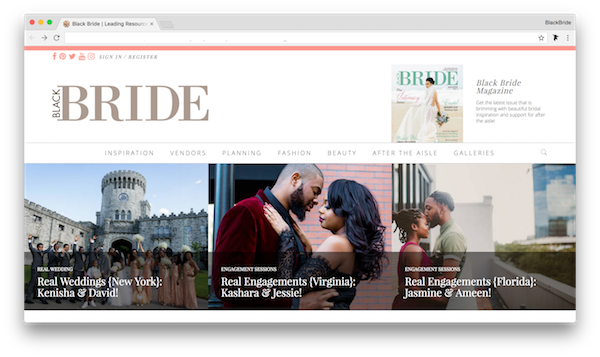 Black Bride | Leading Resourc
BlackBride
SIGN IN / REGISTER
BLACK BRIDE
BRIDE
Black Bride
Magazine
Get the latest issue that is
brimming with beautiful bridal
inspiration and support for after
the aisle!
INSPIRATION VENDORS PLANNING FASHION BEAUTY AFTER THE AISLE GALLERIES
REAL WEDDING
Real Weddings {New York}:
Kenisha & David!
ENGAGEMENT SESSIONS
Real Engagements {Virginia}:
Kashara & Jessie!
ENGAGEMENT SESSIONS
Real Engagements {Florida}:
Jasmine & Ameen!